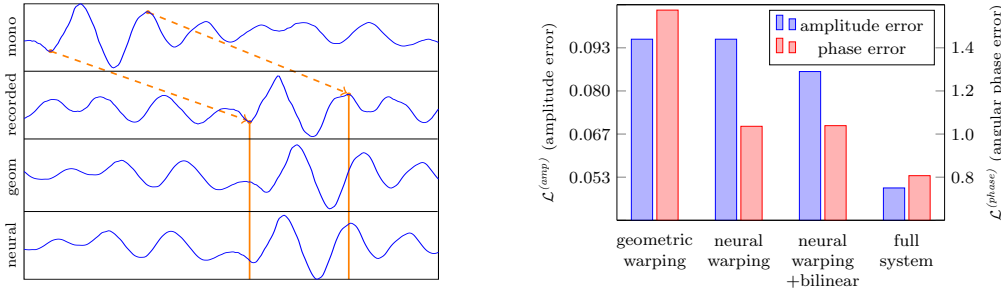 mono
recorded
geom
neural
amplitude error
phase error
0.093
0.080
0.067
0.053
L^(amp) (amplitude error)
1.4
1.2
1.0
0.8
L^(phase) (angular phase error)
geometric
warping
neural
warping
neural
warping
+bilinear
full
system